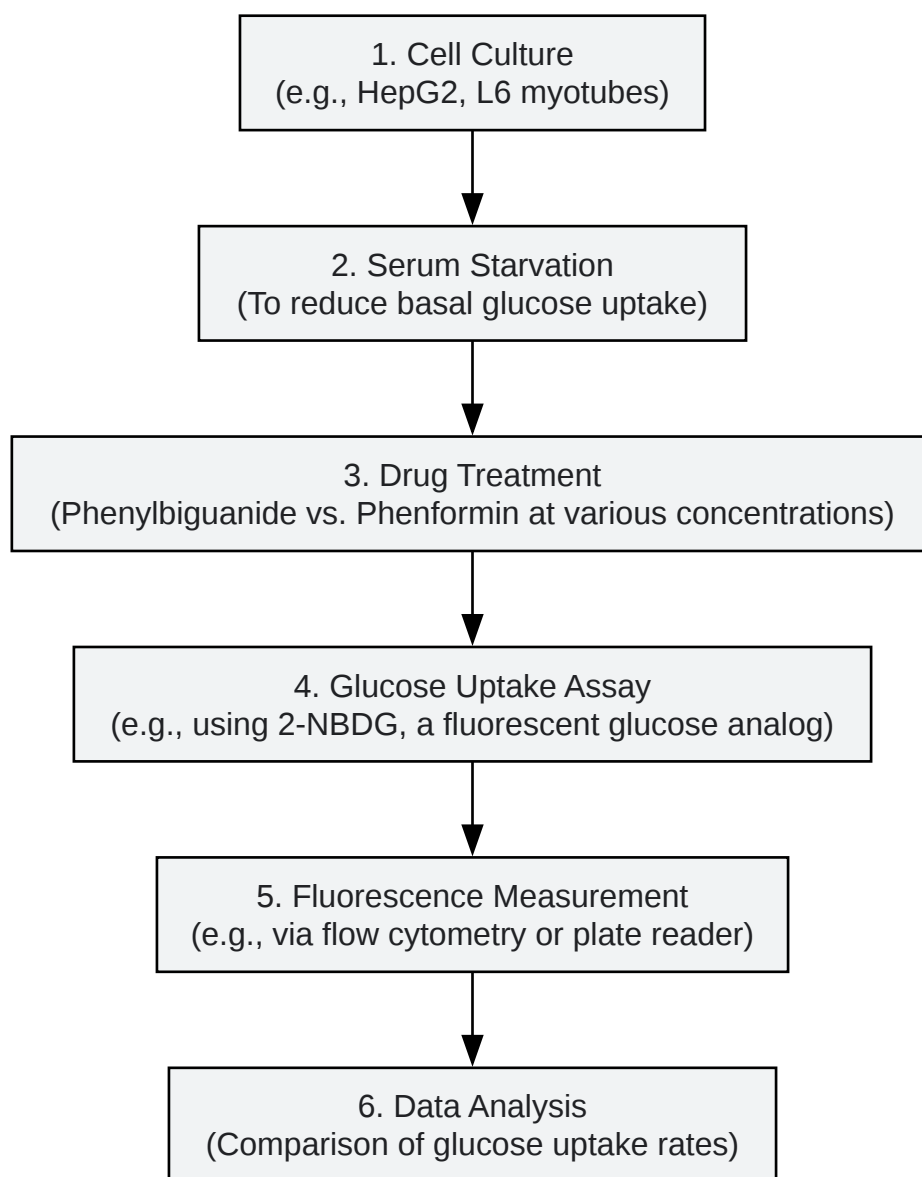 1. Cell Culture
(e.g., HepG2, L6 myotubes)
2. Serum Starvation
(To reduce basal glucose uptake)
3. Drug Treatment
(Phenylbiguanide vs. Phenformin at various concentrations)
4. Glucose Uptake Assay
(e.g., using 2-NBDG, a fluorescent glucose analog)
5. Fluorescence Measurement
(e.g., via flow cytometry or plate reader)
6. Data Analysis
(Comparison of glucose uptake rates)